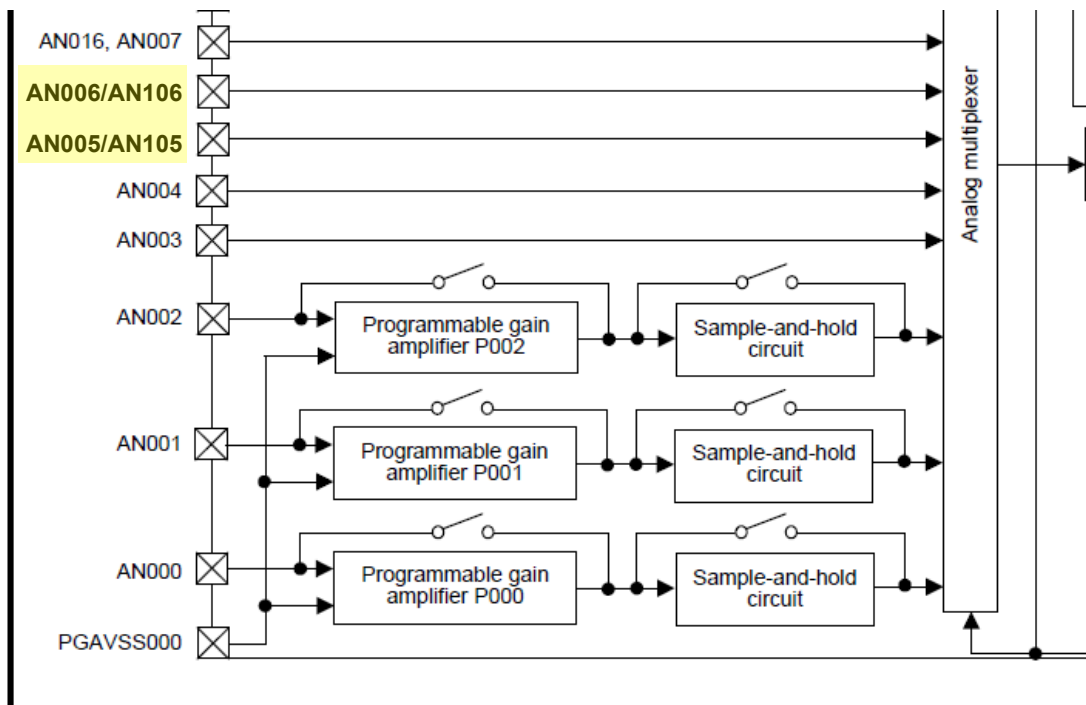 AN016, AN007
AN006/AN106
AN005/AN105
AN004
AN003
AN002
Programmable gain
amplifier P002
Sample-and-hold
circuit
AN001
Programmable gain
amplifier P001
Sample-and-hold
circuit
AN000
Programmable gain
amplifier P000
Sample-and-hold
circuit
PGAVSS000
Analog multiplexer